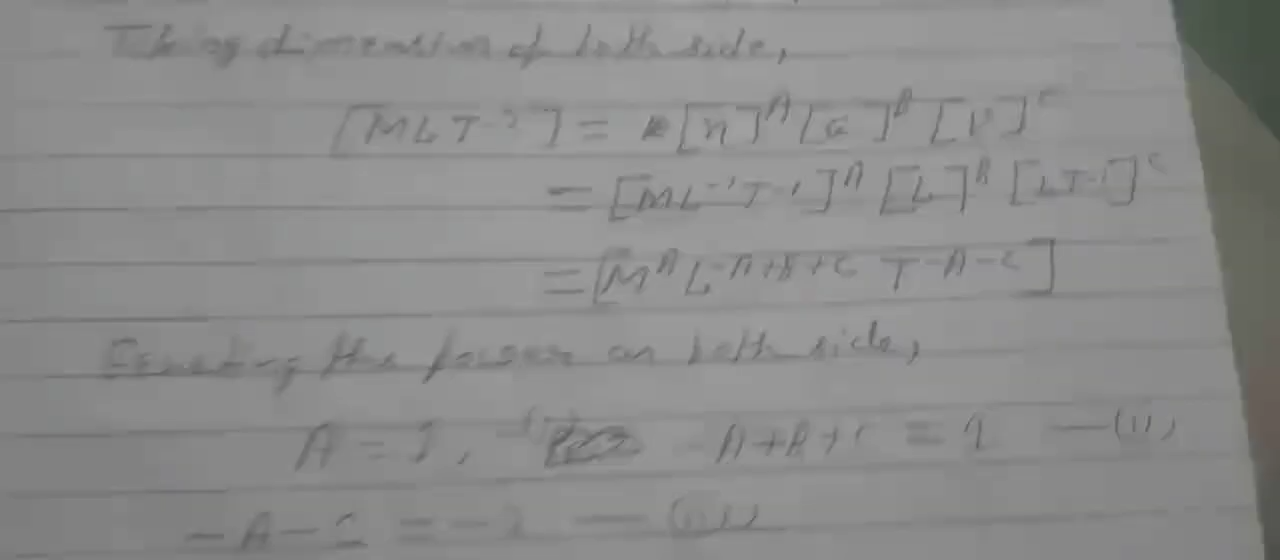 Taking dimension of both side,
[MLT⁻²] = k[η]ᴬ [a]ᴮ [v]ᶜ
= [ML⁻¹T⁻¹]ᴬ [L]ᴮ [LT⁻¹]ᶜ
= [Mᴬ L⁻ᴬ⁺ᴮ⁺ᶜ T⁻ᴬ⁻ᶜ]
Equating the power on both side,
A = 1, -A+B+C = 1 —(ii)
-A-C = -2 —(iii)